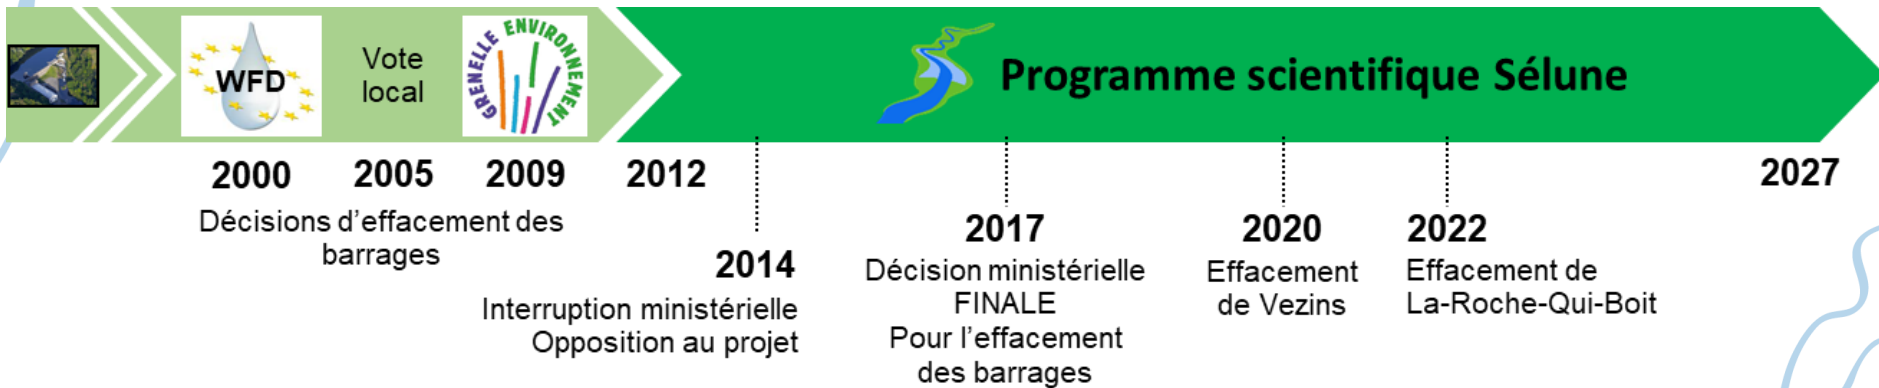 WFD
Vote
local
GRENELLE ENVIRONNEMENT
Programme scientifique Sélune
2000
2005
2009
2012
2027
Décisions d'effacement des
barrages
2014
Interruption ministérielle
Opposition au projet
2017
Décision ministérielle
FINALE
Pour l'effacement
des barrages
2020
Effacement
de Vezins
2022
Effacement de
La-Roche-Qui-Boit